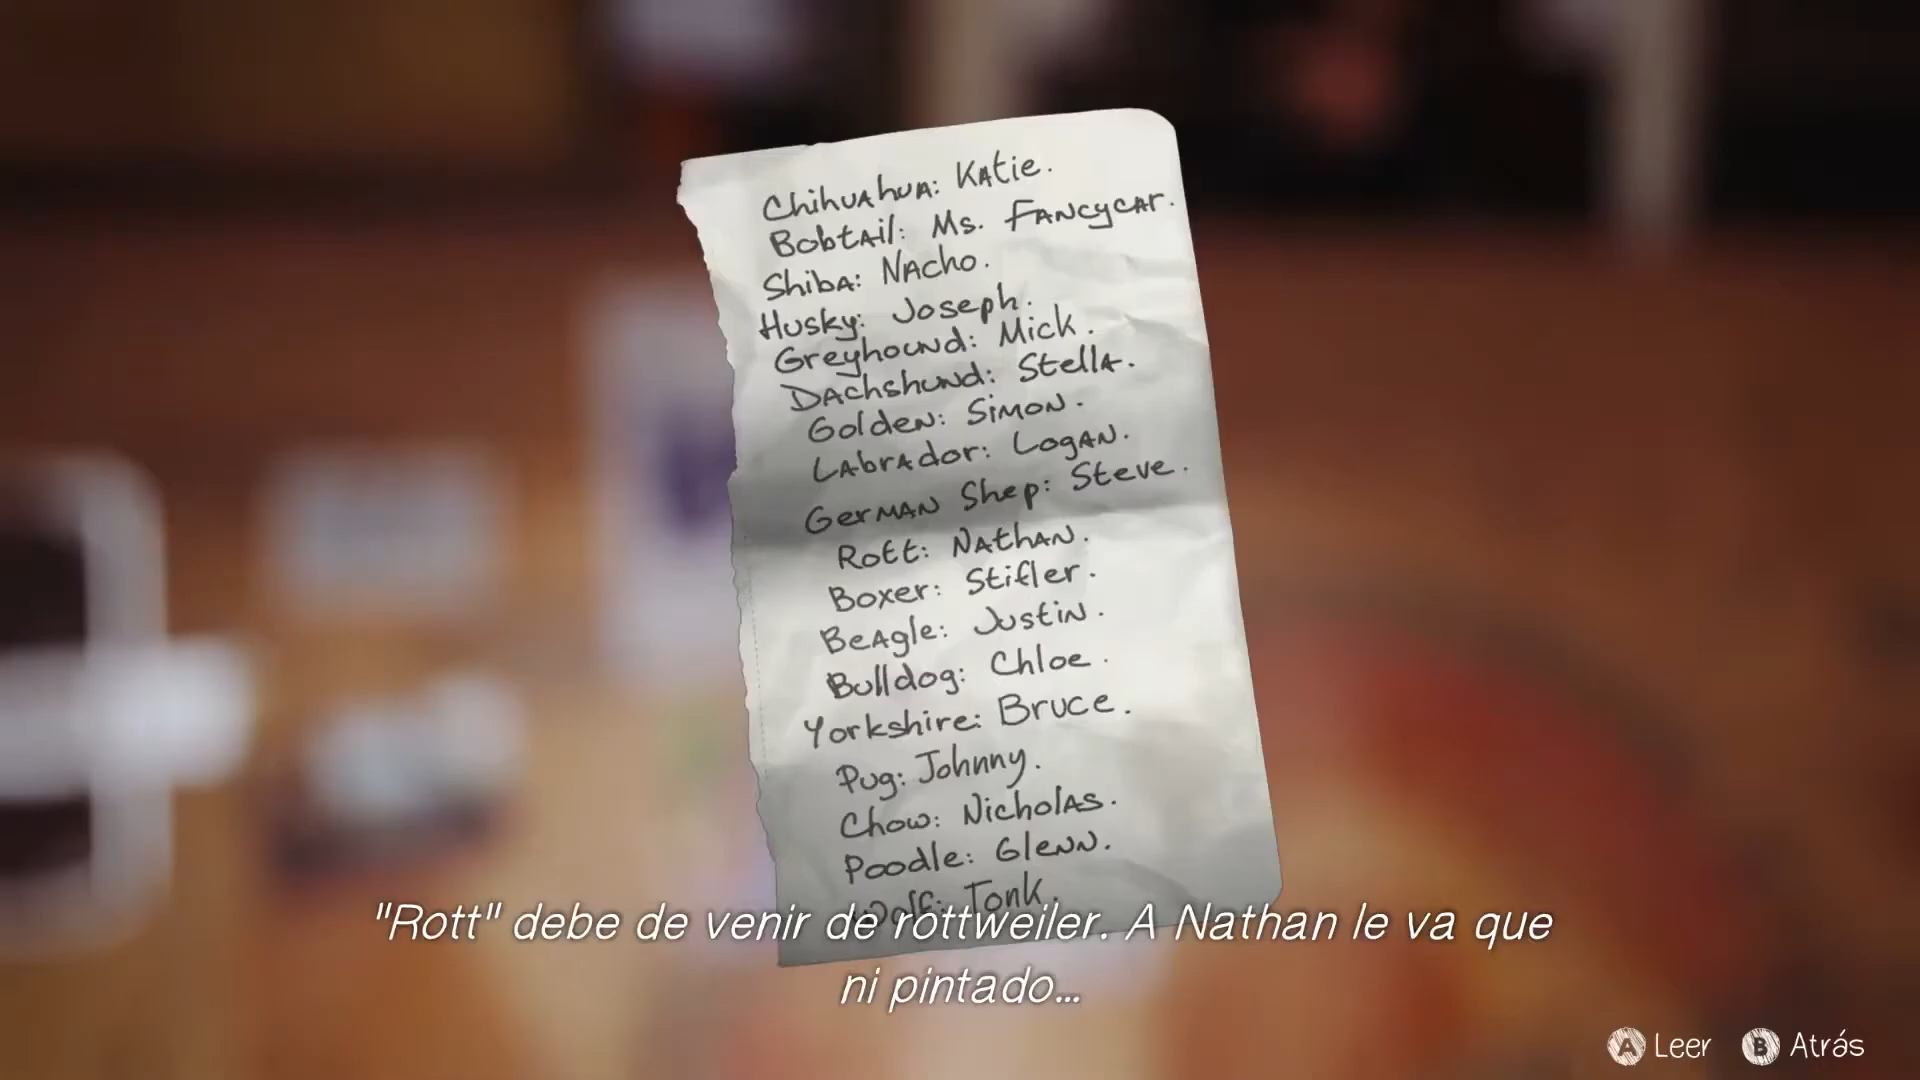 Chihuahua: Katie.
Bobtail: Ms. Fancycar.
Shiba: Nacho.
Husky: Joseph.
Greyhound: Mick.
Dachshund: Stella.
Golden: Simon.
Labrador: Logan.
German Shep: Steve.
Rott: Nathan.
Boxer: Stifler.
Beagle: Justin.
Bulldog: Chloe.
Yorkshire: Bruce.
Pug: Johnny.
Chow: Nicholas.
Poodle: Glenn.
Wolf: Tonk.
"Rott" debe de venir de rottweiler. A Nathan le va que
ni pintado...
A Leer B Atrás